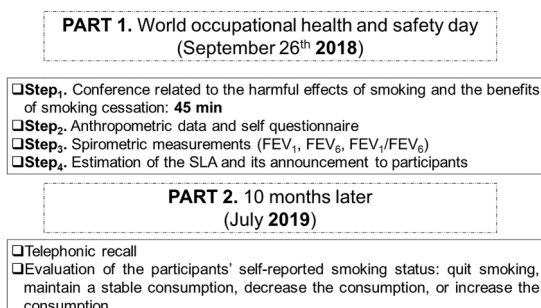 PART 1. World occupational health and safety day
(September 26th 2018)
❑Step1. Conference related to the harmful effects of smoking and the benefits
of smoking cessation: 45 min
❑Step2. Anthropometric data and self questionnaire
❑Step3. Spirometric measurements (FEV1, FEV6, FEV1/FEV6)
❑Step4. Estimation of the SLA and its announcement to participants
PART 2. 10 months later
(July 2019)
❑Telephonic recall
❑Evaluation of the participants’ self-reported smoking status: quit smoking,
maintain a stable consumption, decrease the consumption, or increase the
consumption